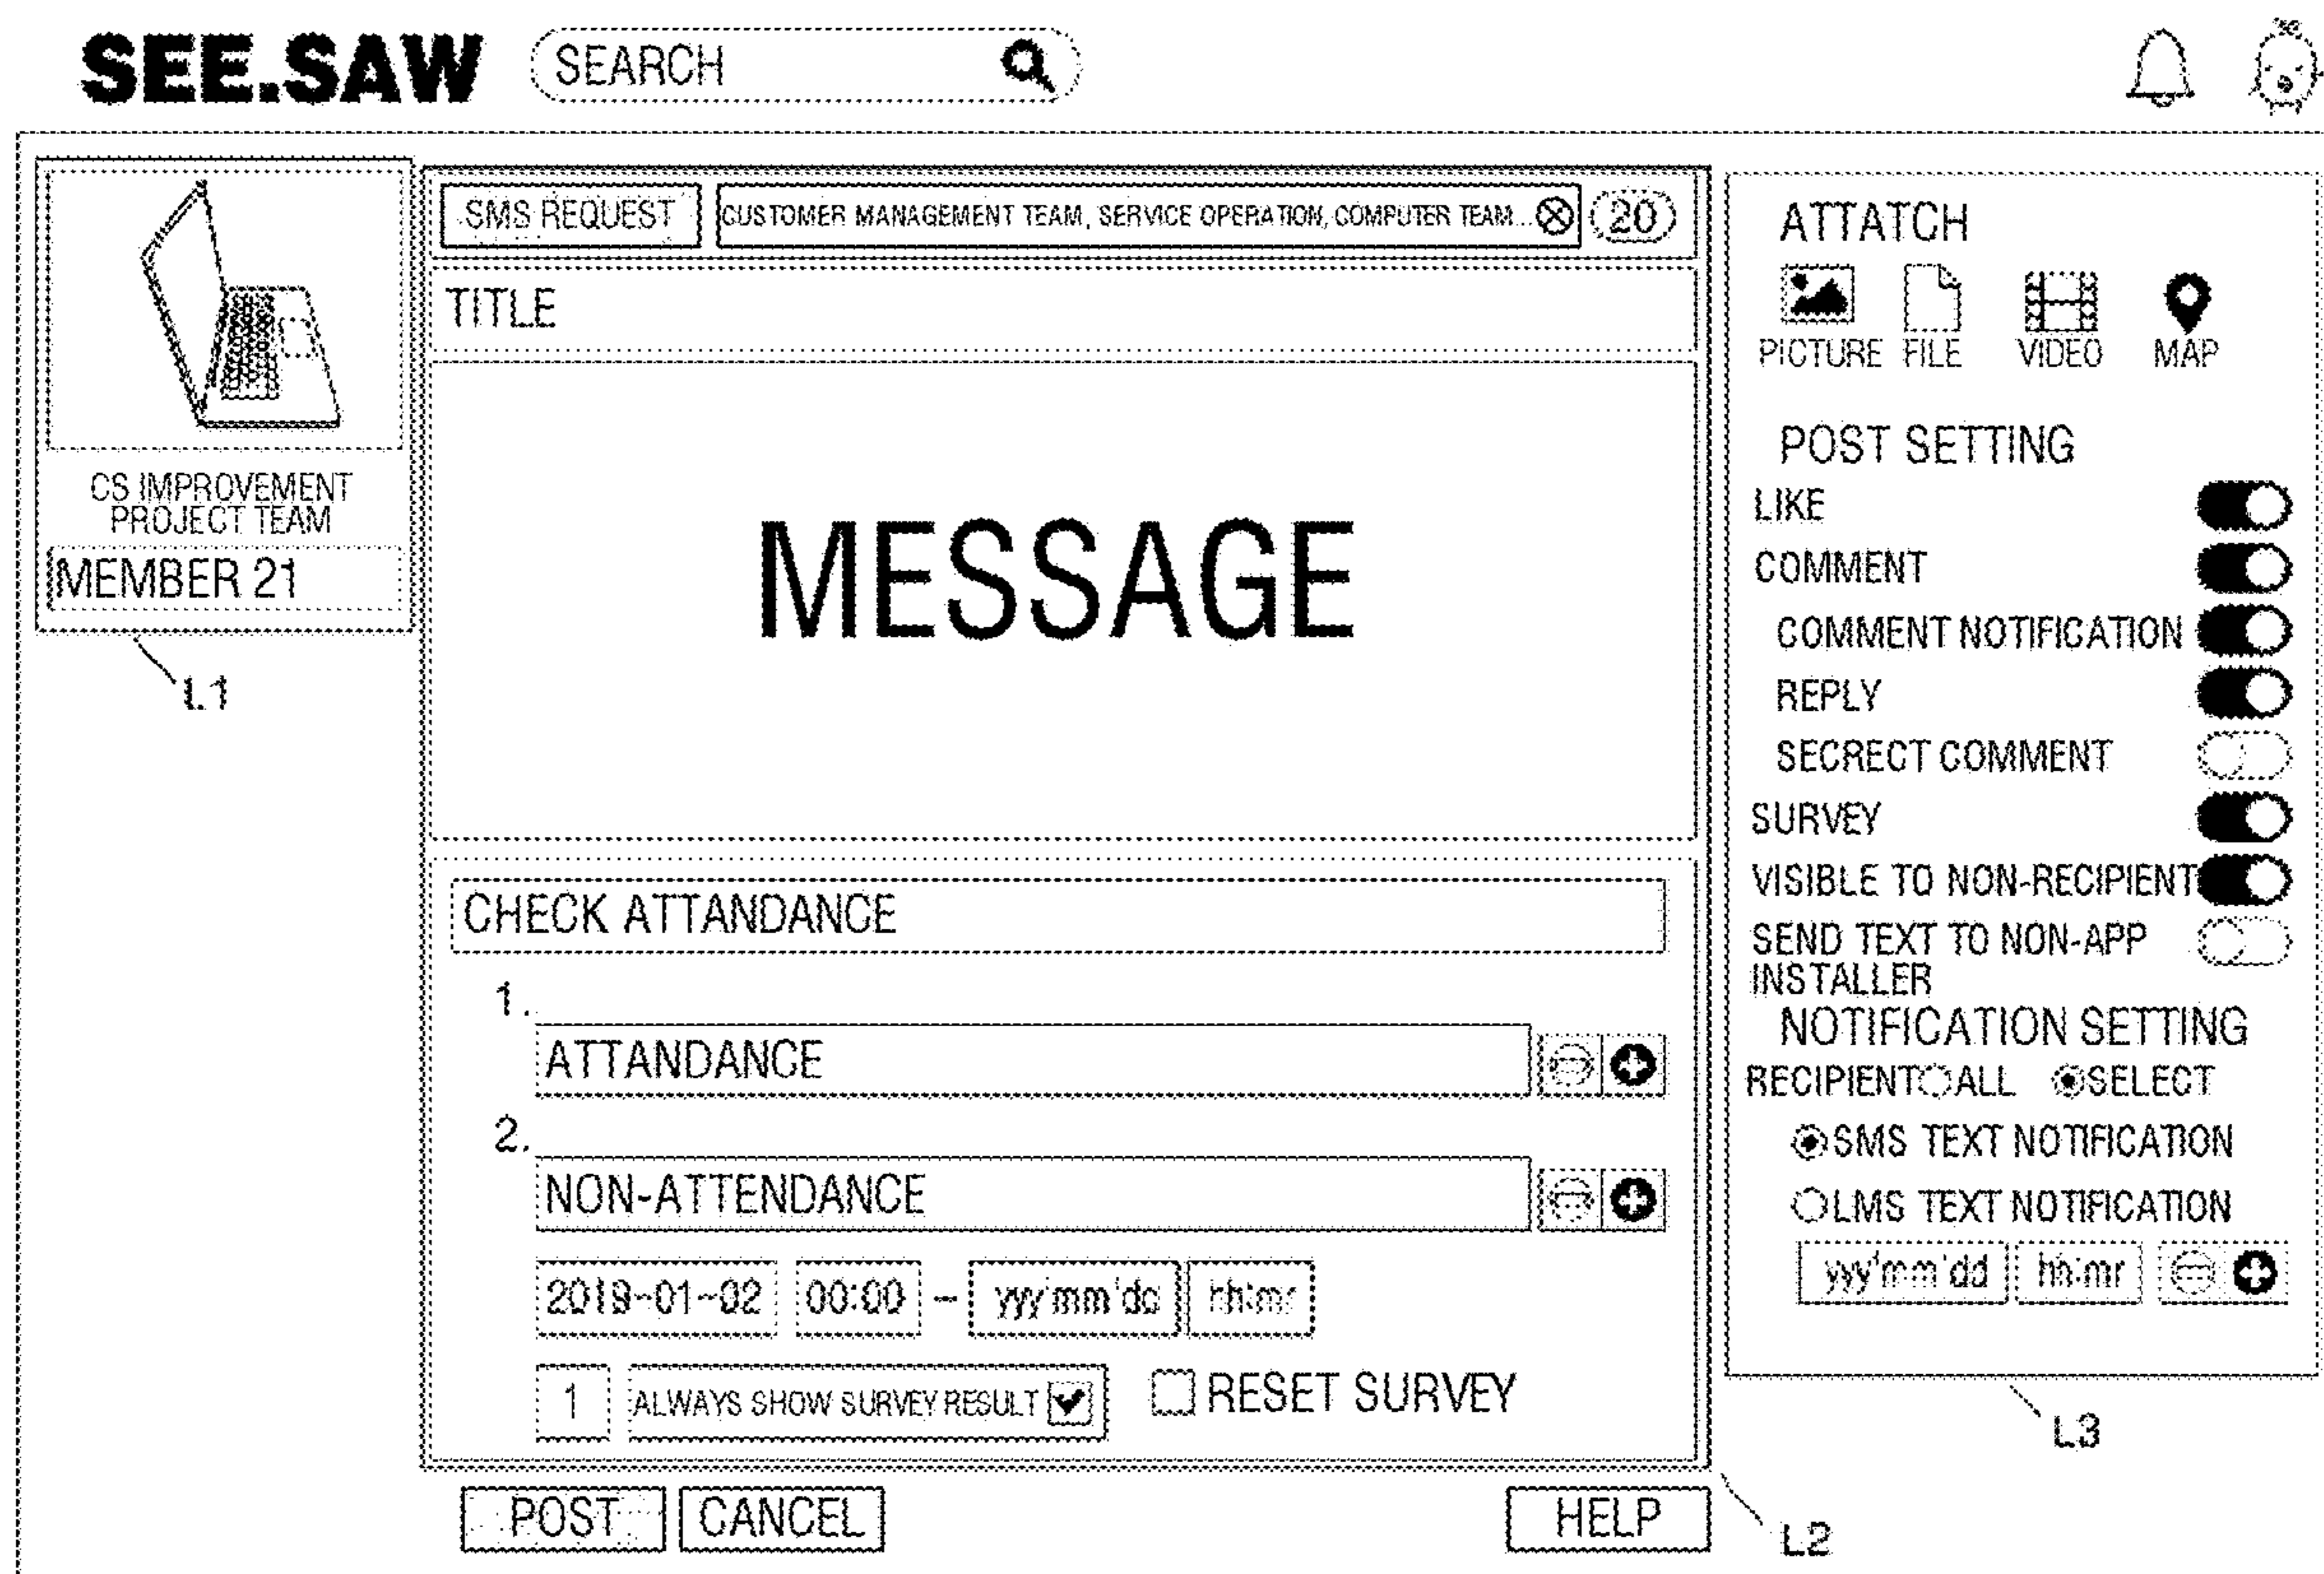 SEE.SAW
SEARCH
CS IMPROVEMENT
PROJECT TEAM
MEMBER 21
L1
SMS REQUEST
CUSTOMER MANAGEMENT TEAM, SERVICE OPERATION, COMPUTER TEAM...
20
TITLE
MESSAGE
CHECK ATTANDANCE
1.
ATTANDANCE
2.
NON-ATTENDANCE
2019-01-02 00:00 - yyy'mm'dd hh:mr
1 ALWAYS SHOW SURVEY RESULT RESET SURVEY
POST CANCEL HELP
L2
ATTATCH
PICTURE FILE VIDEO MAP
POST SETTING
LIKE
COMMENT
COMMENT NOTIFICATION
REPLY
SECRECT COMMENT
SURVEY
VISIBLE TO NON-RECIPIENT
SEND TEXT TO NON-APP
INSTALLER
NOTIFICATION SETTING
RECIPIENT ALL SELECT
SMS TEXT NOTIFICATION
LMS TEXT NOTIFICATION
yyy'mm'dd hh:mr
L3